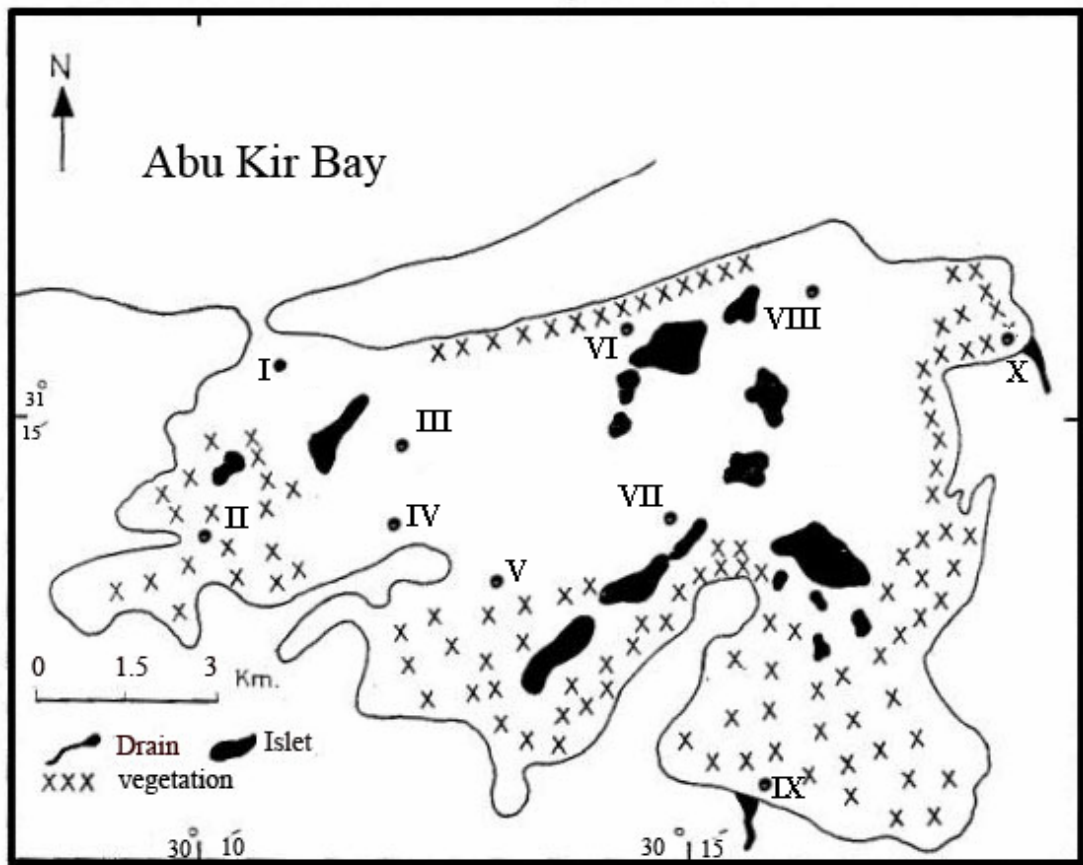 N
Abu Kir Bay
VIII
VI
X
I
31°
15′
III
VII
II
IV
V
0 1.5 3
Km.
Drain
Islet
XXX vegetation
IX
30° 10′
30° 15′